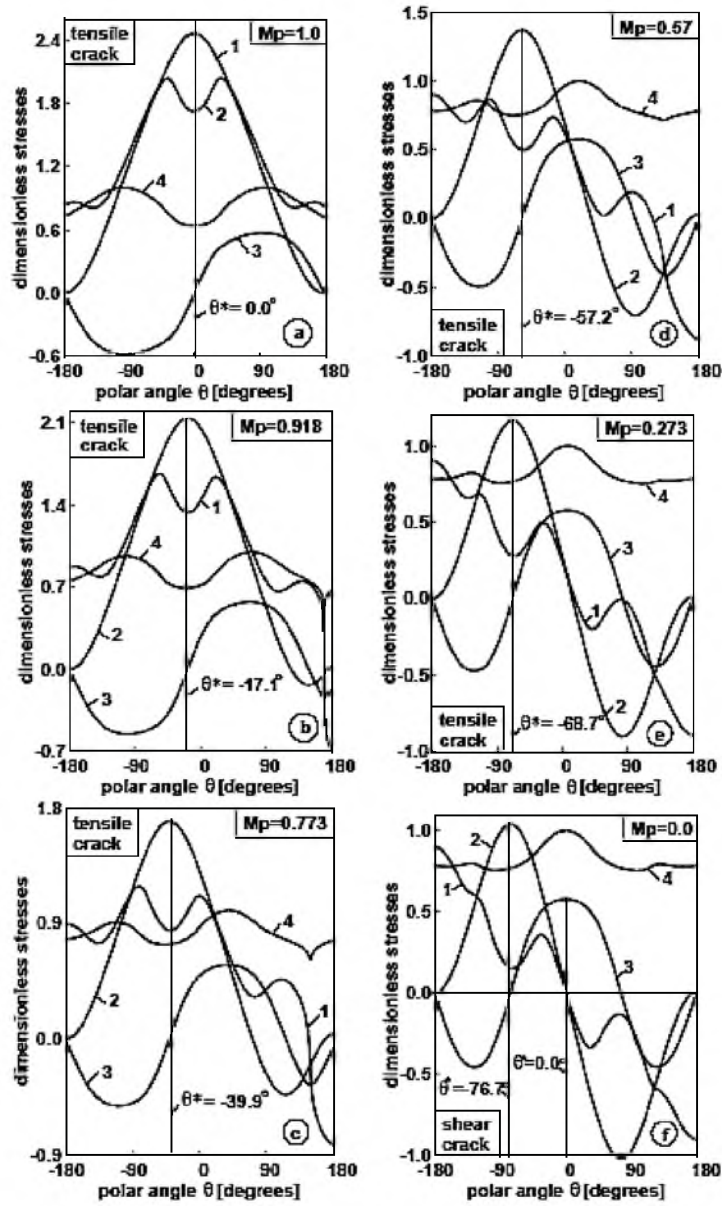 tensile
crack
Mp=1.0
2.4
1.8
1.2
0.6
0.0
-0.6
1
2
4
3
θ*= 0.0°
a
dimensionless stresses
-180 -90 0 90 180
polar angle θ [degrees]
tensile
crack
Mp=0.918
2.1
1.4
0.7
0.0
-0.7
1
4
2
3
θ*= -17.1°
b
dimensionless stresses
-180 -90 0 90 180
polar angle θ [degrees]
tensile
crack
Mp=0.773
1.8
0.9
0.0
-0.9
4
2
1
3
θ*= -39.9°
c
dimensionless stresses
-180 -90 0 90 180
polar angle θ [degrees]
Mp=0.57
1.5
1.0
0.5
0.0
-0.5
-1.0
4
3
1
2
tensile
crack
θ*= -57.2°
d
dimensionless stresses
-180 -90 0 90 180
polar angle θ [degrees]
Mp=0.273
1.0
0.5
0.0
-0.5
-1.0
4
3
1
2
tensile
crack
θ*= -68.7°
e
dimensionless stresses
-180 -90 0 90 180
polar angle θ [degrees]
Mp=0.0
1.0
0.5
0.0
-0.5
-1.0
2
1
4
3
θ*=-76.7°
θ*=0.0°
shear
crack
f
dimensionless stresses
-180 -90 0 90 180
polar angle θ [degrees]